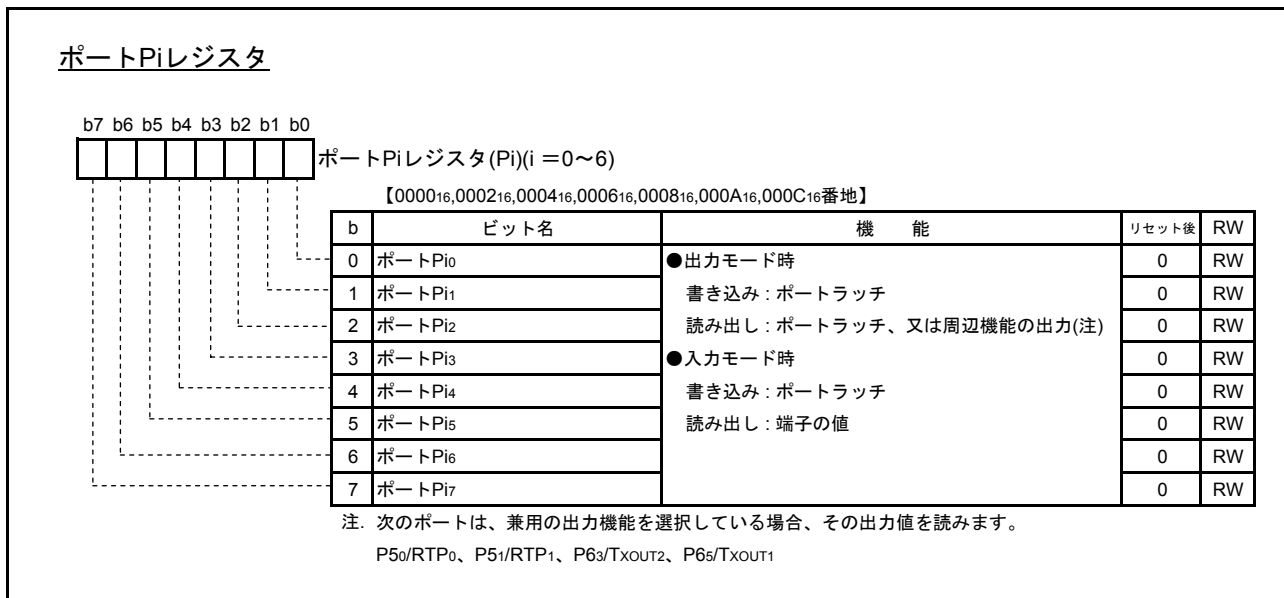 ポートPiレジスタ
b7 b6 b5 b4 b3 b2 b1 b0
ポートPiレジスタ(Pi)(i =0~6)
【000016,000216,000416,000616,000816,000A16,000C16番地】
b ビット名 機 能 リセット後 RW
0 ポートPi0 ●出力モード時 0 RW
1 ポートPi1 書き込み : ポートラッチ 0 RW
2 ポートPi2 読み出し : ポートラッチ、又は周辺機能の出力(注) 0 RW
3 ポートPi3 ●入力モード時 0 RW
4 ポートPi4 書き込み : ポートラッチ 0 RW
5 ポートPi5 読み出し : 端子の値 0 RW
6 ポートPi6 0 RW
7 ポートPi7 0 RW
注. 次のポートは、兼用の出力機能を選択している場合、その出力値を読みます。
P50/RTP0、P51/RTP1、P63/TXOUT2、P65/TXOUT1